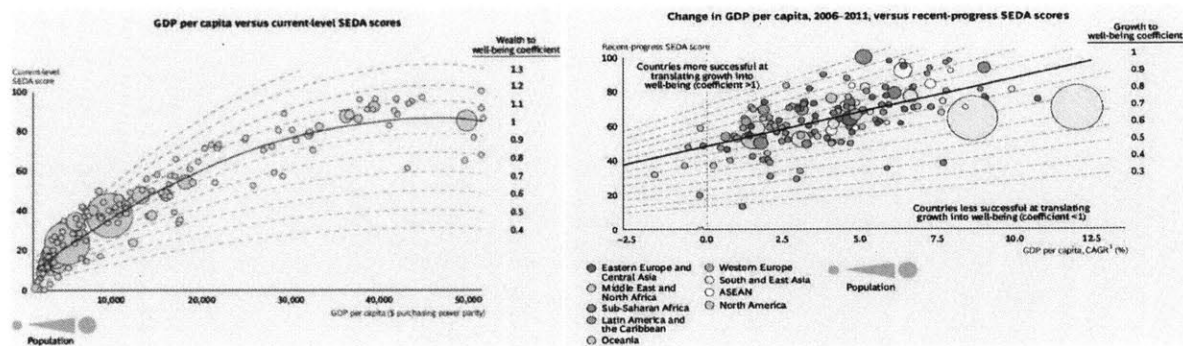 GDP per capita versus current-level SEDA scores
Wealth to
well-being coefficient
Current-level
SEDA score
1.3
1.2
1.1
1
0.9
0.8
0.7
0.6
0.5
0.4
100
80
60
40
20
0
10,000
20,000
30,000
40,000
50,000
GDP per capita ($ purchasing power parity)
Population
Change in GDP per capita, 2006–2011, versus recent-progress SEDA scores
Growth to
well-being coefficient
Recent-progress SEDA score
Countries more successful at
translating growth into
well-being (coefficient >1)
1
0.9
0.8
0.7
0.6
0.5
0.4
0.3
100
80
60
40
20
0
Countries less successful at translating
growth into well-being (coefficient <1)
−2.5
0.0
2.5
5.0
7.5
10.0
12.5
GDP per capita, CAGR¹ (%)
Eastern Europe and
Central Asia
Middle East and
North Africa
Sub-Saharan Africa
Latin America and
the Caribbean
Oceania
Western Europe
South and East Asia
ASEAN
North America
Population